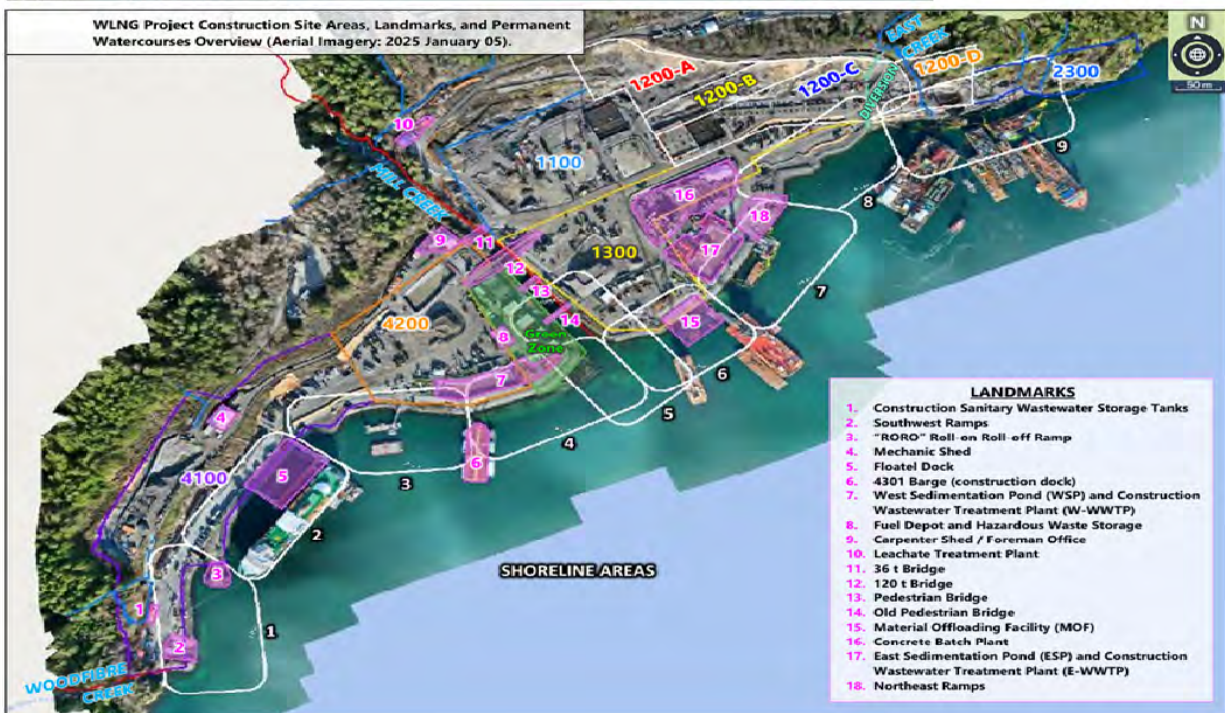 WLNG Project Construction Site Areas, Landmarks, and Permanent
Watercourses Overview (Aerial Imagery: 2025 January 05).
N
50 m
EAST
CREEK
DIVERSION
1200-A
1200-B
1200-C
1200-D
2300
10
MILL CREEK
1100
9
16
18
8
9
11
12
1300
17
13
7
4200
14
15
8
Green
Zone
7
6
5
4
4
6
3
4100
5
2
SHORELINE AREAS
3
1
1
2
WOODFIBRE
CREEK
LANDMARKS
1. Construction Sanitary Wastewater Storage Tanks
2. Southwest Ramps
3. "RORO" Roll-on Roll-off Ramp
4. Mechanic Shed
5. Floatel Dock
6. 4301 Barge (construction dock)
7. West Sedimentation Pond (WSP) and Construction
Wastewater Treatment Plant (W-WWTP)
8. Fuel Depot and Hazardous Waste Storage
9. Carpenter Shed / Foreman Office
10. Leachate Treatment Plant
11. 36 t Bridge
12. 120 t Bridge
13. Pedestrian Bridge
14. Old Pedestrian Bridge
15. Material Offloading Facility (MOF)
16. Concrete Batch Plant
17. East Sedimentation Pond (ESP) and Construction
Wastewater Treatment Plant (E-WWTP)
18. Northeast Ramps